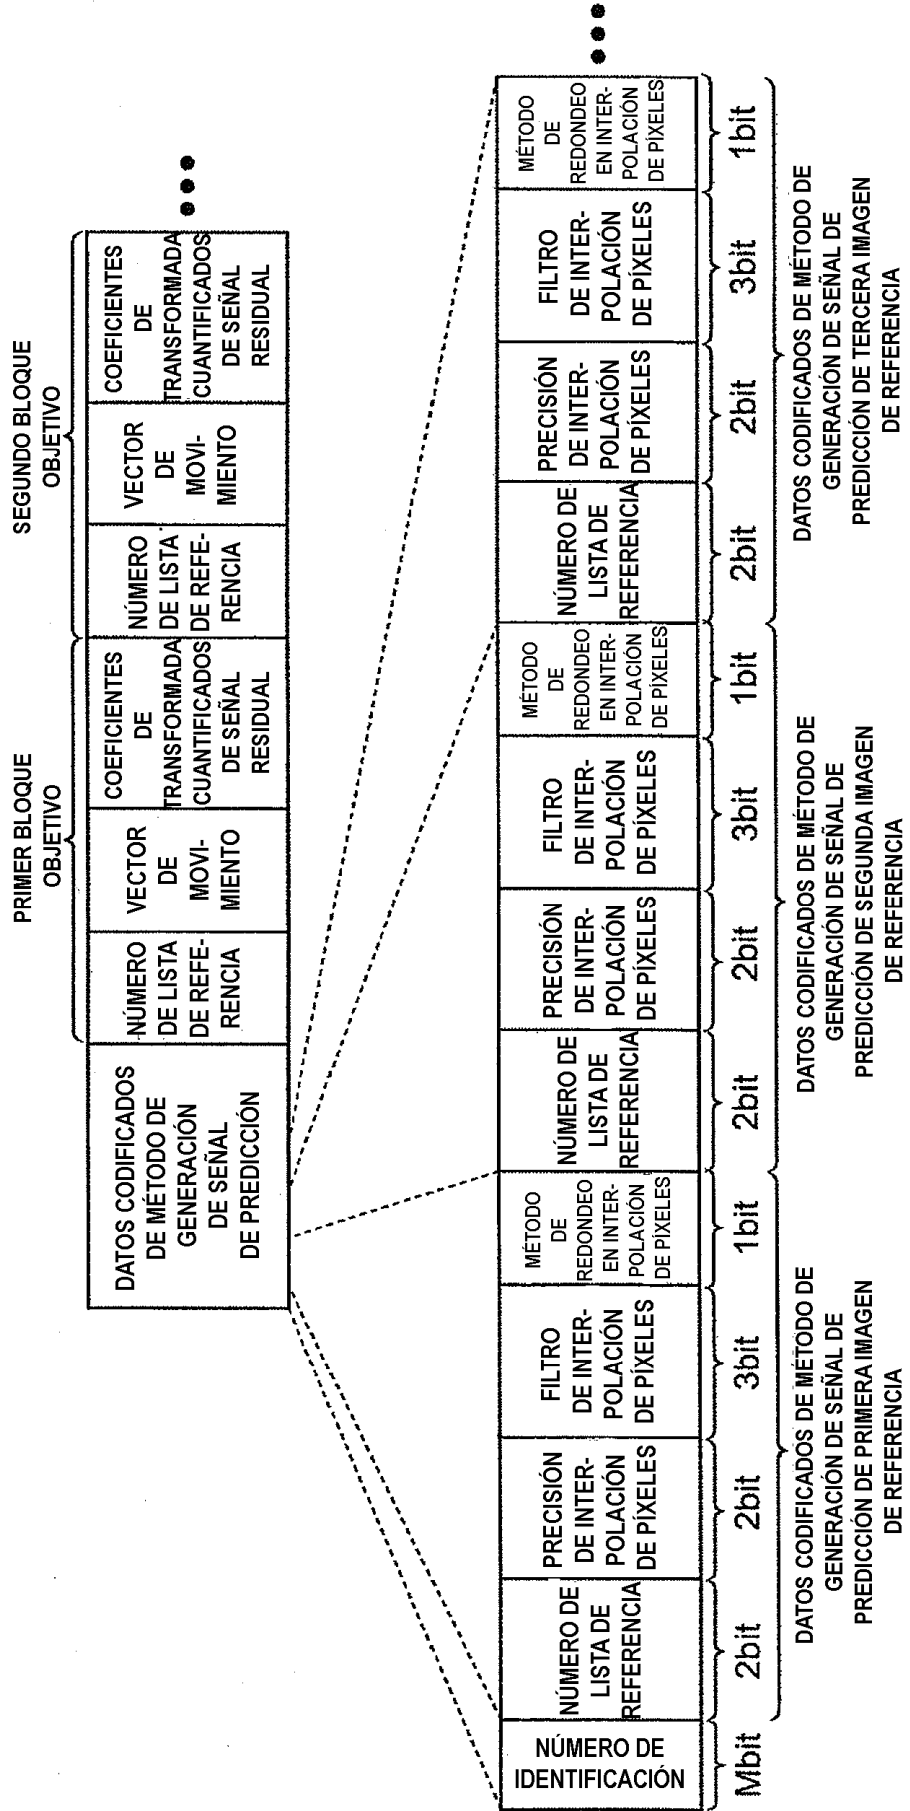 PRIMER BLOQUE
OBJETIVO
SEGUNDO BLOQUE
OBJETIVO
DATOS CODIFICADOS
DE MÉTODO DE
GENERACIÓN
DE SEÑAL
DE PREDICCIÓN
NÚMERO
DE LISTA
DE REFE-
RENCIA
VECTOR
DE
MOVI-
MIENTO
COEFICIENTES
DE
TRANSFORMADA
CUANTIFICADOS
DE SEÑAL
RESIDUAL
NÚMERO
DE LISTA
DE REFE-
RENCIA
VECTOR
DE
MOVI-
MIENTO
COEFICIENTES
DE
TRANSFORMADA
CUANTIFICADOS
DE SEÑAL
RESIDUAL
•••
NÚMERO DE
IDENTIFICACIÓN
NÚMERO DE
LISTA DE
REFERENCIA
PRECISIÓN
DE INTER-
POLACIÓN
DE PÍXELES
FILTRO
DE INTER-
POLACIÓN
DE PÍXELES
MÉTODO
DE
REDONDEO
EN INTER-
POLACIÓN
DE PÍXELES
NÚMERO DE
LISTA DE
REFERENCIA
PRECISIÓN
DE INTER-
POLACIÓN
DE PÍXELES
FILTRO
DE INTER-
POLACIÓN
DE PÍXELES
MÉTODO
DE
REDONDEO
EN INTER-
POLACIÓN
DE PÍXELES
NÚMERO DE
LISTA DE
REFERENCIA
PRECISIÓN
DE INTER-
POLACIÓN
DE PÍXELES
FILTRO
DE INTER-
POLACIÓN
DE PÍXELES
MÉTODO
DE
REDONDEO
EN INTER-
POLACIÓN
DE PÍXELES
•••
Mbit
2bit
2bit
3bit
1bit
2bit
2bit
3bit
1bit
2bit
2bit
3bit
1bit
DATOS CODIFICADOS DE MÉTODO DE
GENERACIÓN DE SEÑAL DE
PREDICCIÓN DE PRIMERA IMAGEN
DE REFERENCIA
DATOS CODIFICADOS DE MÉTODO DE
GENERACIÓN DE SEÑAL DE
PREDICCIÓN DE SEGUNDA IMAGEN
DE REFERENCIA
DATOS CODIFICADOS DE MÉTODO DE
GENERACIÓN DE SEÑAL DE
PREDICCIÓN DE TERCERA IMAGEN
DE REFERENCIA